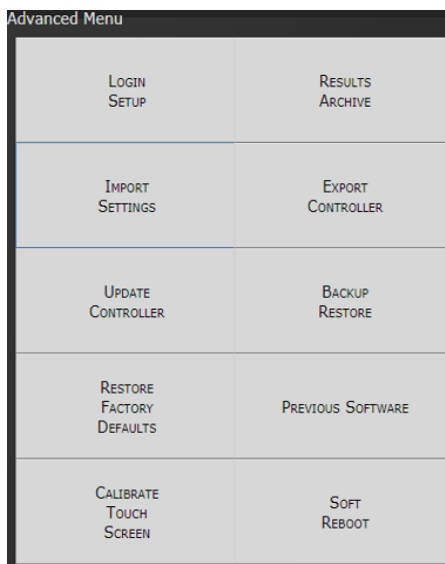 Advanced Menu
Login
Setup
Results
Archive
Import
Settings
Export
Controller
Update
Controller
Backup
Restore
Restore
Factory
Defaults
Previous Software
Calibrate
Touch
Screen
Soft
Reboot